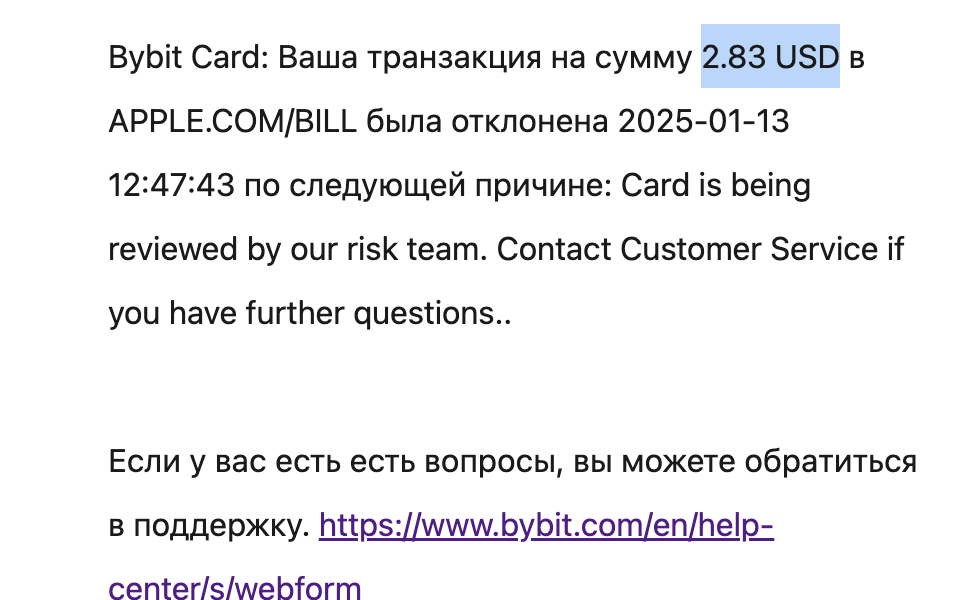 Bybit Card: Ваша транзакция на сумму 2.83 USD в
APPLE.COM/BILL была отклонена 2025-01-13
12:47:43 по следующей причине: Card is being
reviewed by our risk team. Contact Customer Service if
you have further questions..
Если у вас есть есть вопросы, вы можете обратиться
в поддержку. https://www.bybit.com/en/help-
center/s/webform